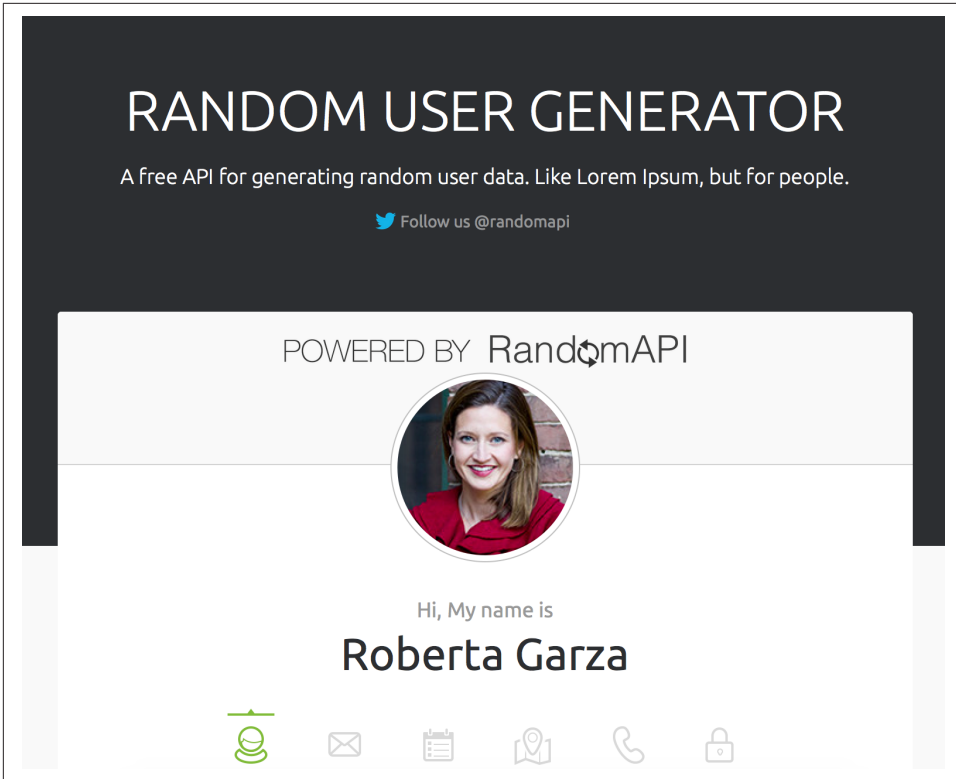 RANDOM USER GENERATOR
A free API for generating random user data. Like Lorem Ipsum, but for people.
Follow us @randomapi
POWERED BY RandomAPI
Hi, My name is
Roberta Garza